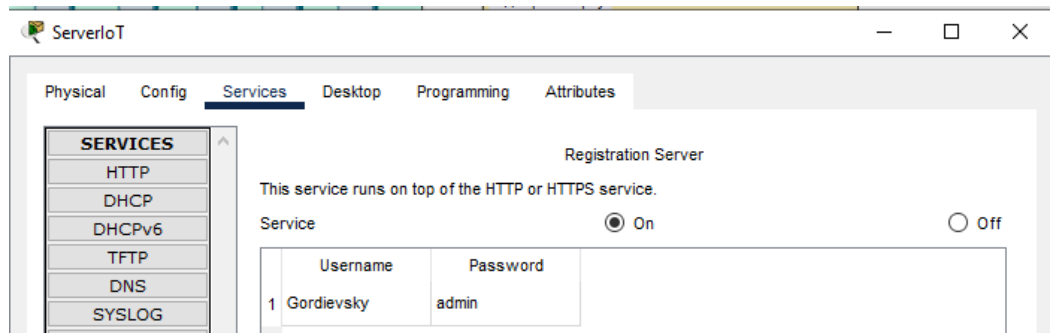 ServerIoT
Physical Config Services Desktop Programming Attributes
SERVICES
HTTP
DHCP
DHCPv6
TFTP
DNS
SYSLOG
Registration Server
This service runs on top of the HTTP or HTTPS service.
Service On Off
Username Password
1 Gordievsky admin